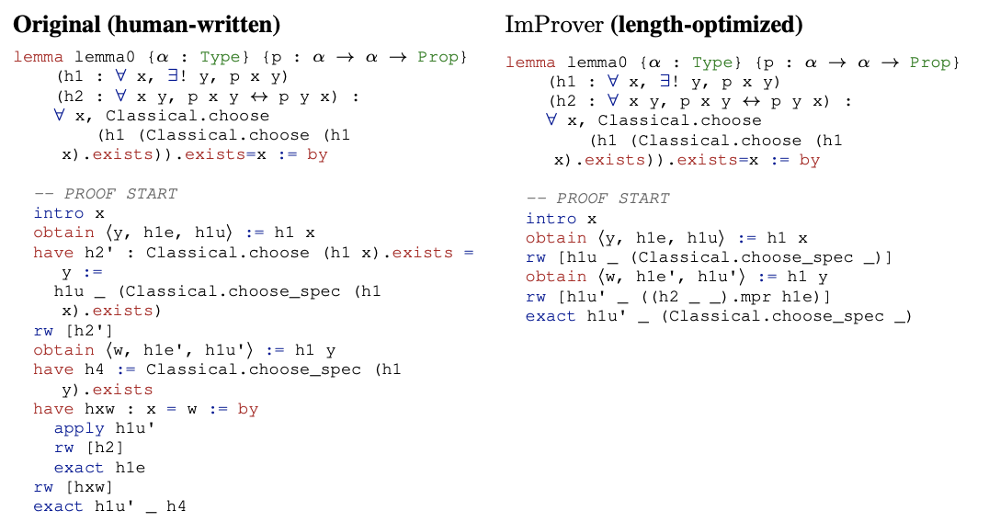 Original (human-written)
lemma lemma0 {α : Type} {p : α → α → Prop}
(h1 : ∀ x, ∃! y, p x y)
(h2 : ∀ x y, p x y ↔ p y x) :
∀ x, Classical.choose
(h1 (Classical.choose (h1
x).exists)).exists=x := by
-- PROOF START
intro x
obtain ⟨y, h1e, h1u⟩ := h1 x
have h2' : Classical.choose (h1 x).exists =
y :=
h1u _ (Classical.choose_spec (h1
x).exists)
rw [h2']
obtain ⟨w, h1e', h1u'⟩ := h1 y
have h4 := Classical.choose_spec (h1
y).exists
have hxw : x = w := by
apply h1u'
rw [h2]
exact h1e
rw [hxw]
exact h1u' _ h4
ImProver (length-optimized)
lemma lemma0 {α : Type} {p : α → α → Prop}
(h1 : ∀ x, ∃! y, p x y)
(h2 : ∀ x y, p x y ↔ p y x) :
∀ x, Classical.choose
(h1 (Classical.choose (h1
x).exists)).exists=x := by
-- PROOF START
intro x
obtain ⟨y, h1e, h1u⟩ := h1 x
rw [h1u _ (Classical.choose_spec _)]
obtain ⟨w, h1e', h1u'⟩ := h1 y
rw [h1u' _ ((h2 _ _).mpr h1e)]
exact h1u' _ (Classical.choose_spec _)